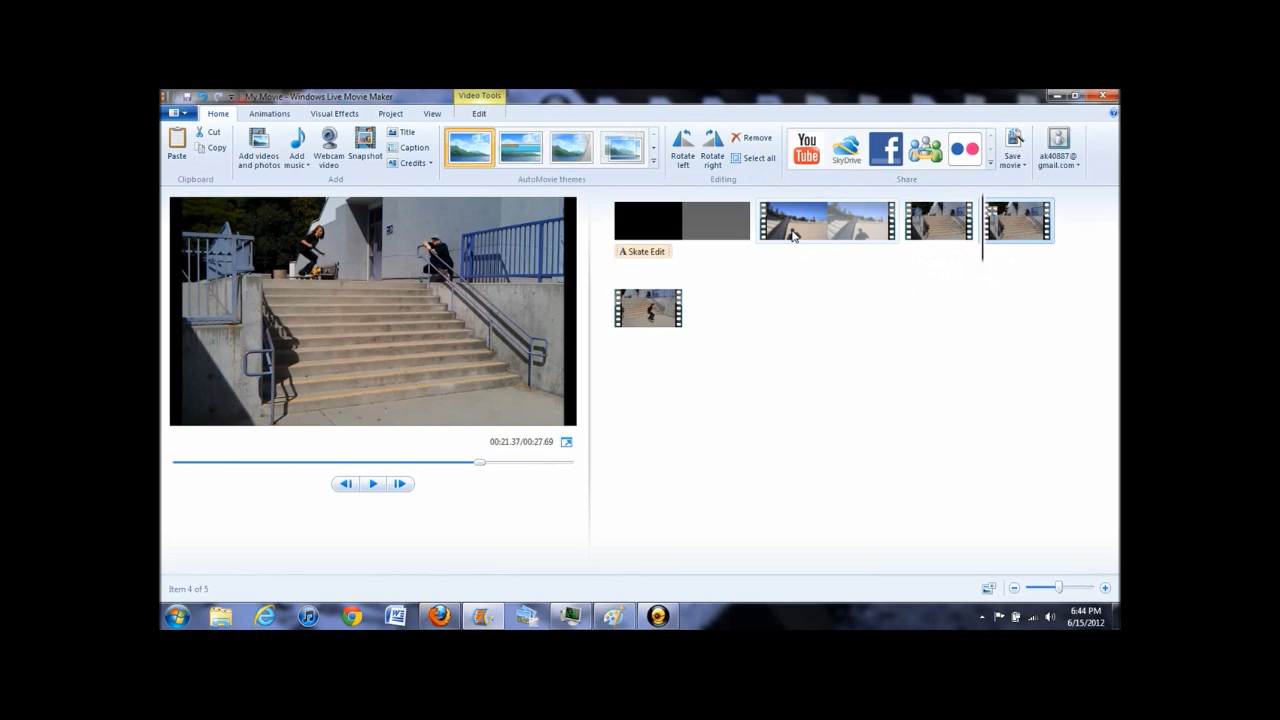 My Movie - Windows Live Movie Maker
Video Tools
Home
Animations
Visual Effects
Project
View
Edit
Paste
Cut
Copy
Clipboard
Add videos
and photos
Add
music
Webcam
video
Snapshot
Title
Caption
Credits
Add
AutoMovie themes
Rotate
left
Rotate
right
Remove
Select all
Editing
You
Tube
SkyDrive
Share
Save
movie
ak40887@
gmail.com
A Skate Edit
00:21.37/00:27.69
Item 4 of 5
6:44 PM
6/15/2012